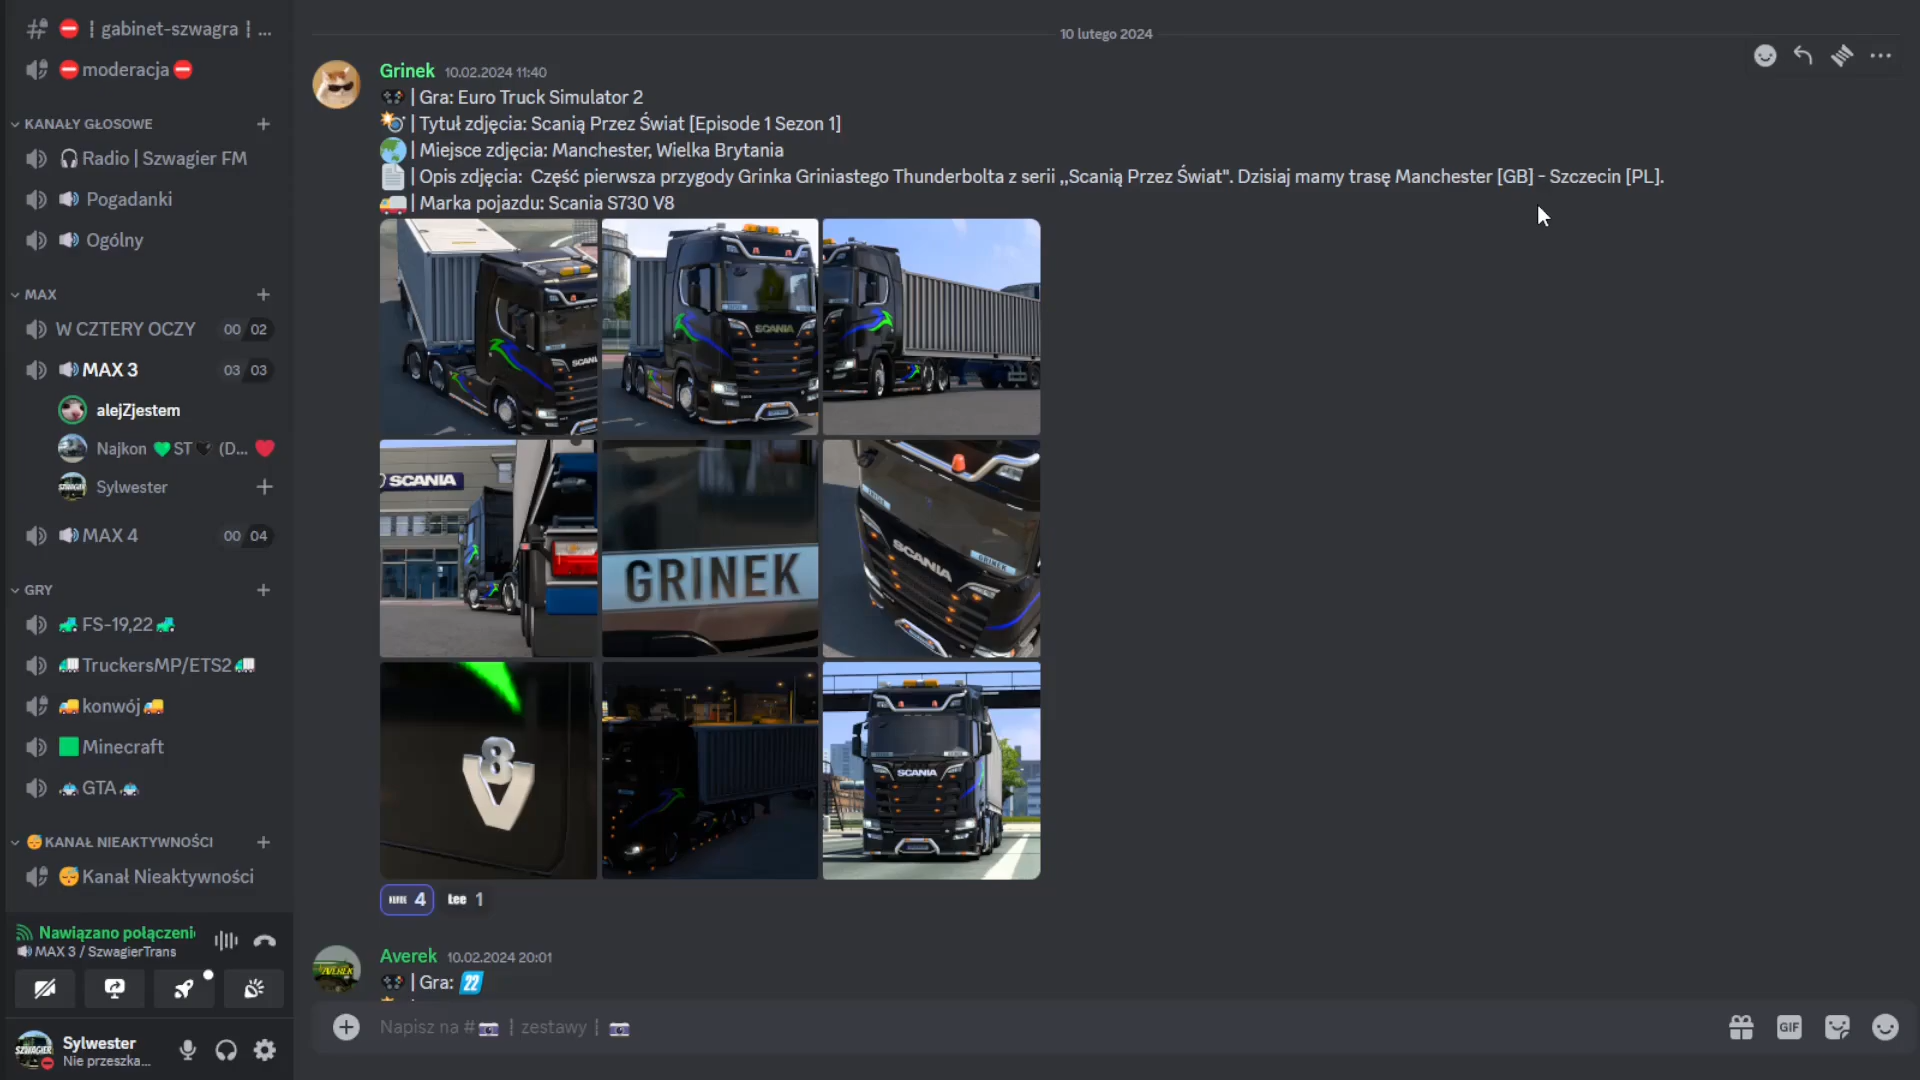 | gabinet-szwagra | ...
moderacja
KANAŁY GŁOSOWE
Radio | Szwagier FM
Pogadanki
Ogólny
MAX
W CZTERY OCZY 00 02
MAX 3 03 03
alejZjestem
Najkon 💚ST🖤 (D... ❤
Sylwester
MAX 4 00 04
GRY
FS-19,22
TruckersMP/ETS2
konwój
Minecraft
GTA
KANAŁ NIEAKTYWNOŚCI
Kanał Nieaktywności
Nawiązano połączeni
MAX 3 / SzwagierTrans
Sylwester
Nie przeszka...
10 lutego 2024
Grinek 10.02.2024 11:40
| Gra: Euro Truck Simulator 2
| Tytuł zdjęcia: Scanią Przez Świat [Episode 1 Sezon 1]
| Miejsce zdjęcia: Manchester, Wielka Brytania
| Opis zdjęcia: Część pierwsza przygody Grinka Griniastego Thunderbolta z serii ,,Scanią Przez Świat". Dzisiaj mamy trasę Manchester [GB] - Szczecin [PL].
| Marka pojazdu: Scania S730 V8
SCANIA
SCANIA
SCANIA
GRINEK
SCANIA
GRINEK
V8
SCANIA
4 Lee 1
Averek 10.02.2024 20:01
| Gra: 22
Napisz na #📷 | zestawy | 📷
GIF